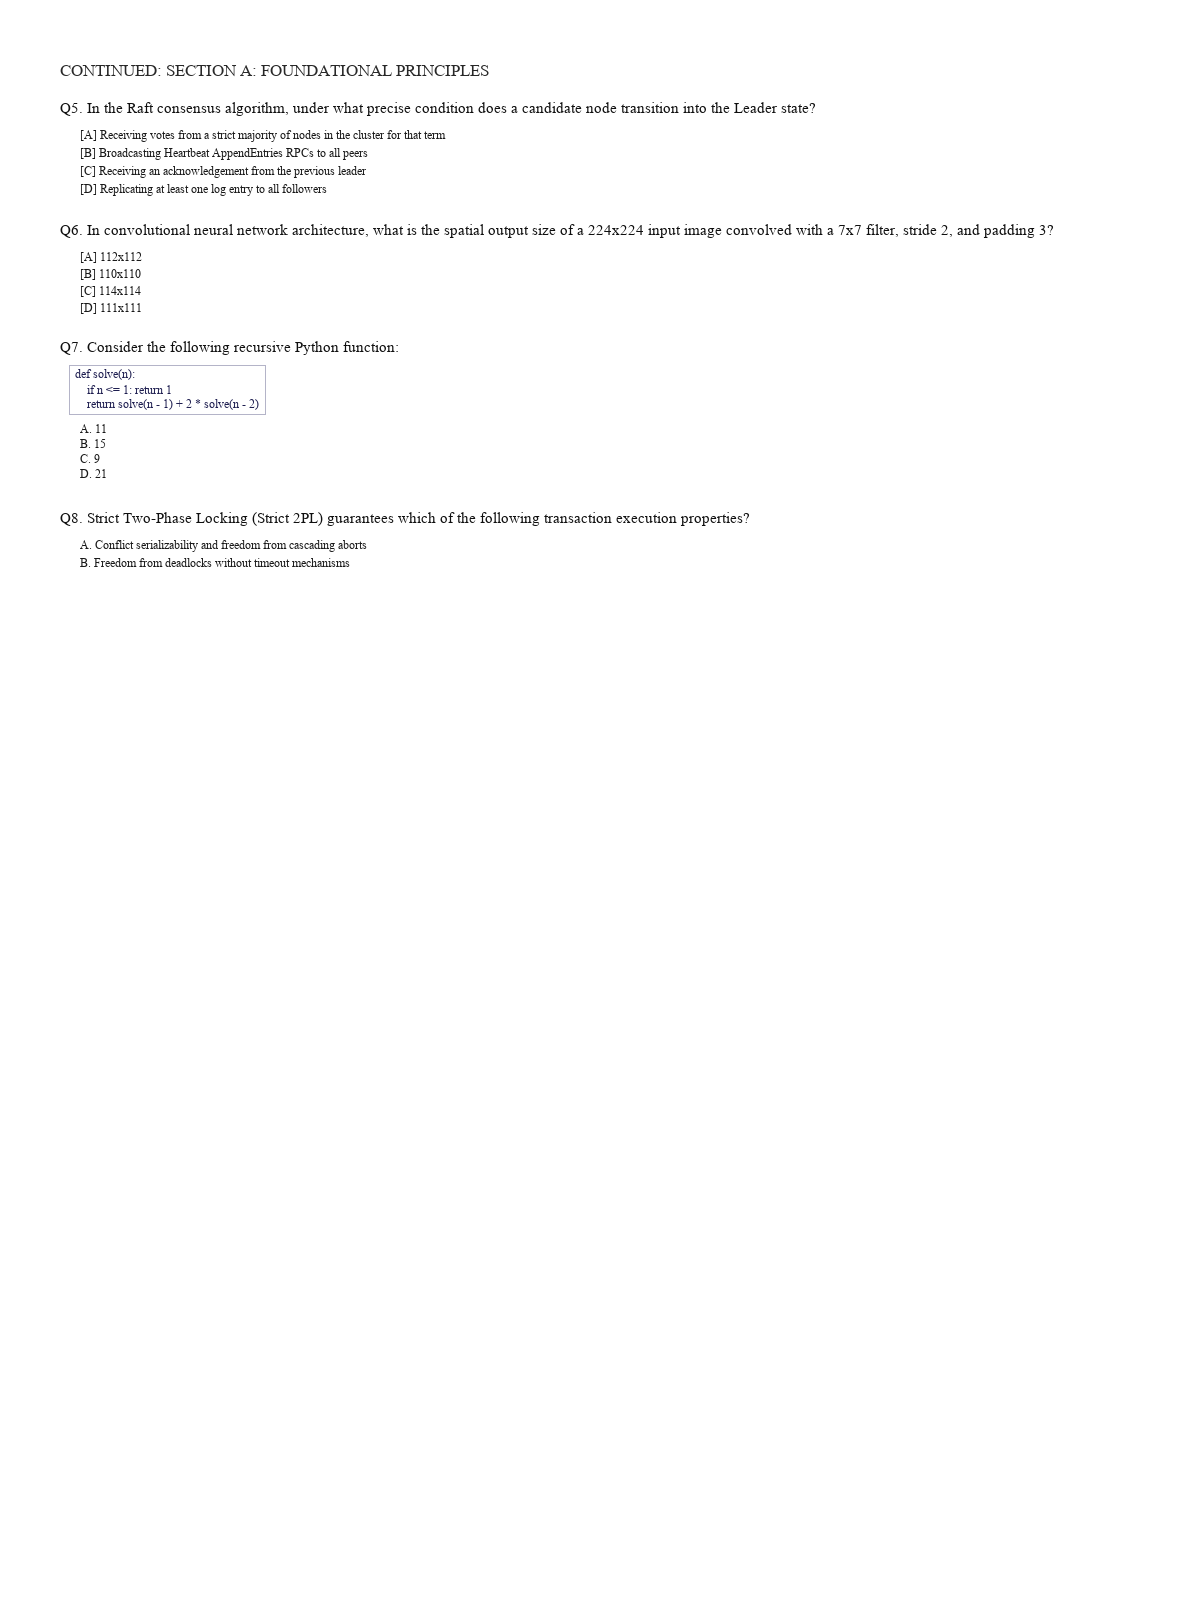 CONTINUED: SECTION A: FOUNDATIONAL PRINCIPLES
Q5. In the Raft consensus algorithm, under what precise condition does a candidate node transition into the Leader state?
[A] Receiving votes from a strict majority of nodes in the cluster for that term
[B] Broadcasting Heartbeat AppendEntries RPCs to all peers
[C] Receiving an acknowledgement from the previous leader
[D] Replicating at least one log entry to all followers
Q6. In convolutional neural network architecture, what is the spatial output size of a 224x224 input image convolved with a 7x7 filter, stride 2, and padding 3?
[A] 112x112
[B] 110x110
[C] 114x114
[D] 111x111
Q7. Consider the following recursive Python function:
def solve(n):
    if n <= 1: return 1
    return solve(n - 1) + 2 * solve(n - 2)
A. 11
B. 15
C. 9
D. 21
Q8. Strict Two-Phase Locking (Strict 2PL) guarantees which of the following transaction execution properties?
A. Conflict serializability and freedom from cascading aborts
B. Freedom from deadlocks without timeout mechanisms